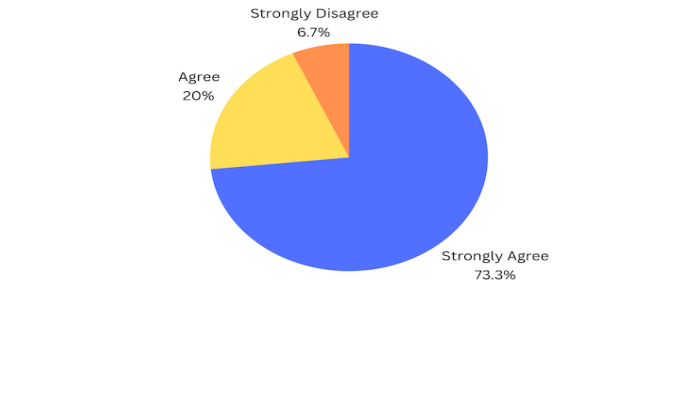 Strongly Disagree
6.7%
Agree
20%
Strongly Agree
73.3%